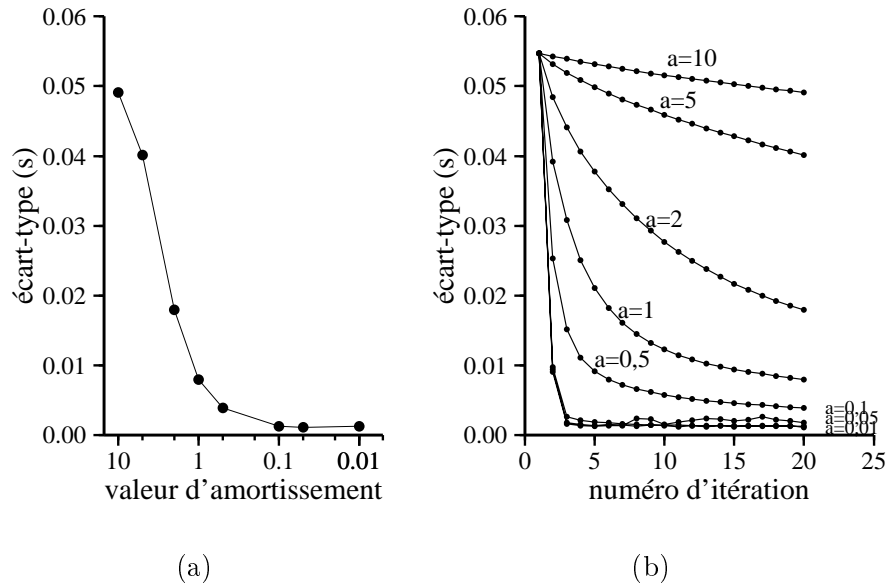 0.06
0.05
0.04
0.03
0.02
0.01
0.00
écart-type (s)
10 1 0.1 0.01
valeur d'amortissement
(a)
0.06
0.05
0.04
0.03
0.02
0.01
0.00
écart-type (s)
a=10
a=5
a=2
a=1
a=0,5
a=0,1
a=0,05
a=0,01
0 5 10 15 20 25
numéro d'itération
(b)